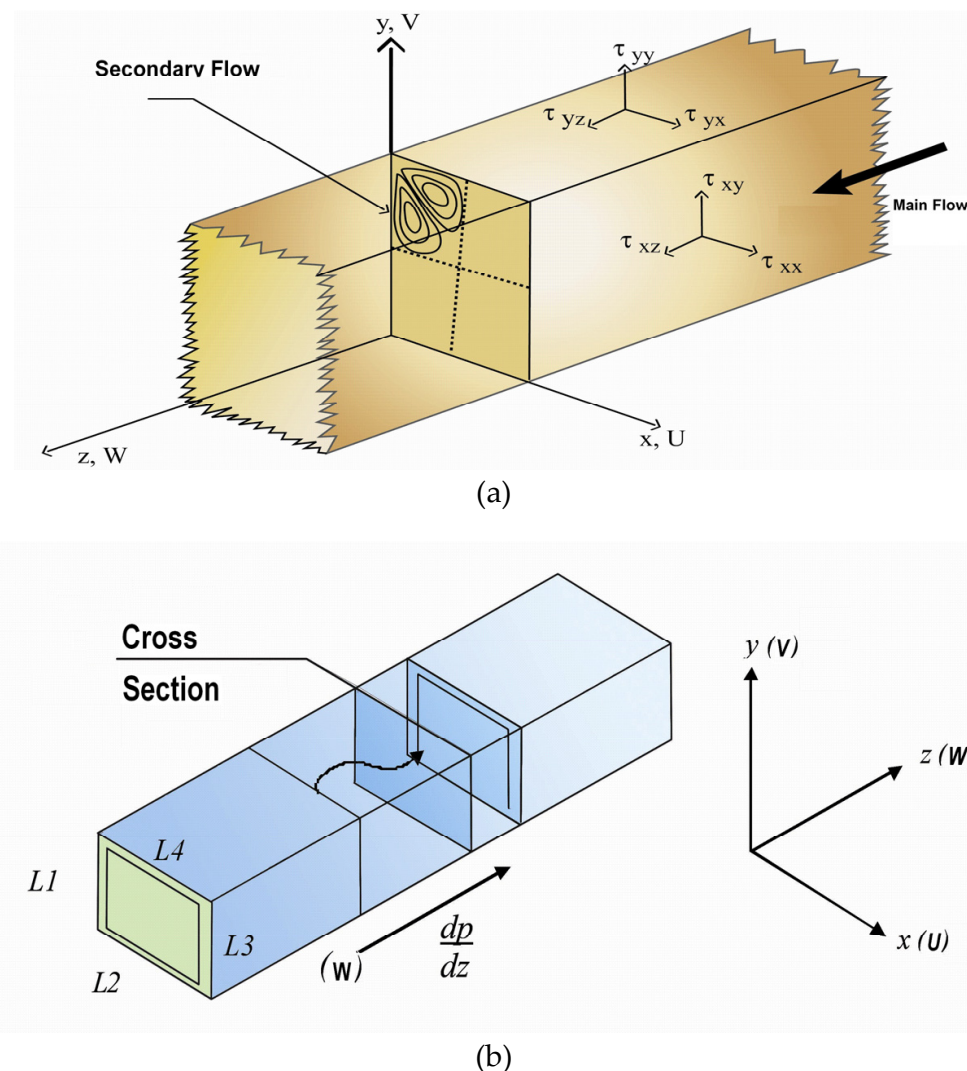 y, V
Secondary Flow
τ yy
τ yz
τ yx
τ xy
Main Flow
τ xz
τ xx
x, U
z, W
(a)
Cross
Section
y (V)
z (W
L4
L1
L3
(W)
dp
dz
L2
x (U)
(b)